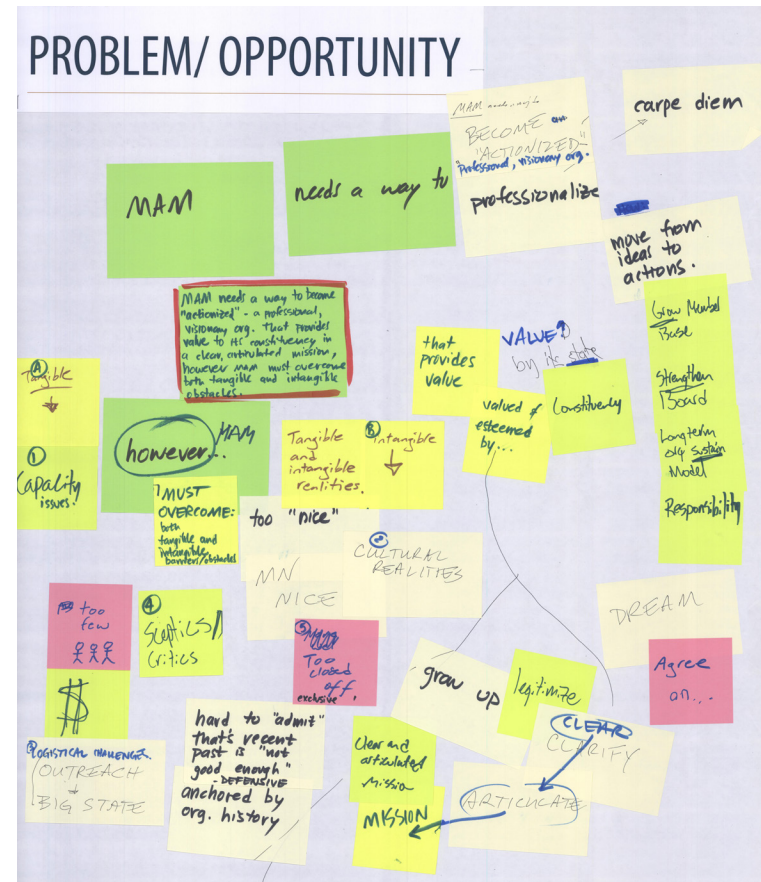 PROBLEM/ OPPORTUNITY
MAM needs a way to
BECOME an
"ACTIONIZED"
"Professional, visionary org.
professionalize
carpe diem
MAM
needs a way to
move from
ideas to
actions.
MAM needs a way to become
"actionized" - a professional,
visionary org. that provides
value to its constituency in
a clear, articulated mission,
however MAM must overcome
both tangible and intangible
obstacles.
that
provides
value
VALUE?
by its state
valued &
esteemed
by...
Constituency
Grow Member
Base
Strengthen
Board
Longterm
org sustain
Model
Responsibility
A
Tangible
1
Capality
issues.
however...
MAM
Tangible
and
intangible
realities.
B
Intangible
MUST
OVERCOME:
both
tangible and
intangible
barriers/obstacles
too "nice"
MN
NICE
CULTURAL
REALITIES
too
few
4
Sceptics/
Critics
5
Too
closed
off
exclusive
DREAM
Agree
on...
$
grow up
legitimize
CLEAR
CLARIFY
LOGISTICAL CHALLENGES
OUTREACH
BIG STATE
hard to "admit"
that's recent
past is "not
good enough"
- DEFENSIVE
anchored by
org. history
Clear and
articulated
Mission
MISSION
ARTICULATE